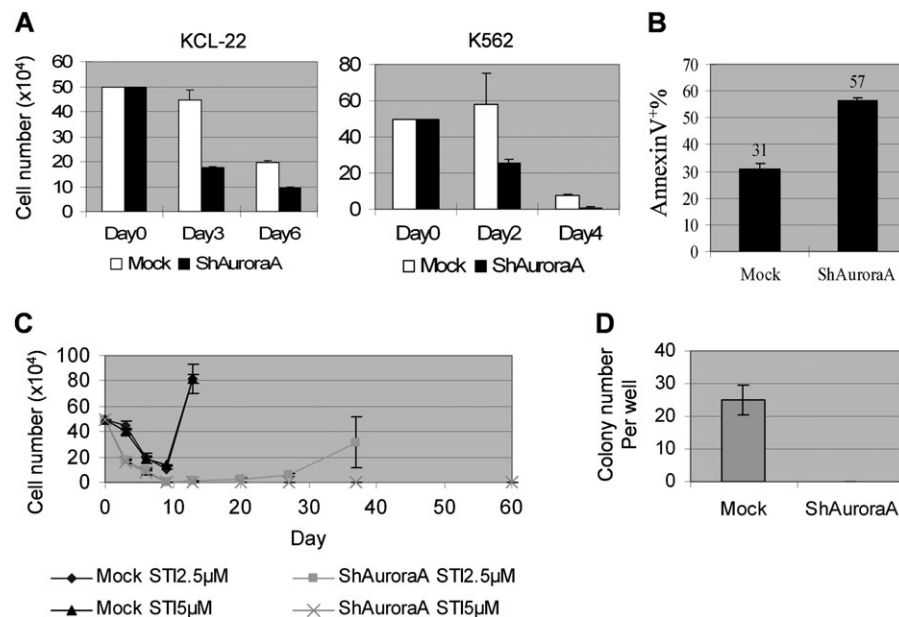 A
KCL-22
Cell number (x10⁴)
60
50
40
30
20
10
0
Day0 Day3 Day6
Mock ShAuroraA
K562
80
60
40
20
0
Day0 Day2 Day4
Mock ShAuroraA
B
AnnexinV⁺%
70
60
50
40
30
20
10
0
31
57
Mock ShAuroraA
C
Cell number (x10⁴)
100
80
60
40
20
0
0 10 20 30 40 50 60
Day
Mock STI2.5µM ShAuroraA STI2.5µM
Mock STI5µM ShAuroraA STI5µM
D
Colony number
Per well
40
30
20
10
0
Mock ShAuroraA